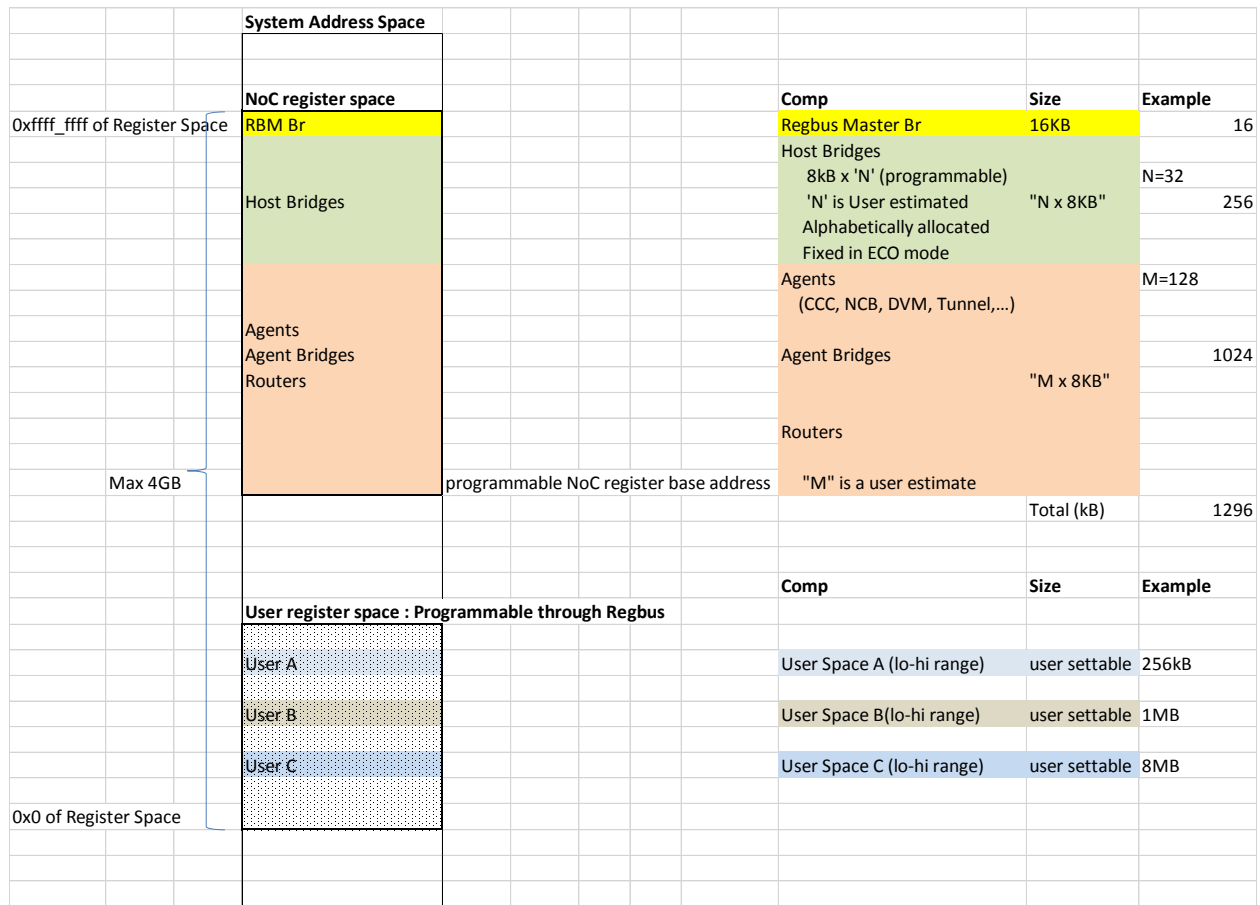 System Address Space
NoC register space Comp Size Example
0xffff_ffff of Register Space RBM Br Regbus Master Br 16KB 16
Host Bridges
8kB x 'N' (programmable) N=32
Host Bridges 'N' is User estimated "N x 8KB" 256
Alphabetically allocated
Fixed in ECO mode
Agents M=128
(CCC, NCB, DVM, Tunnel,...)
Agents
Agent Bridges Agent Bridges 1024
Routers "M x 8KB"
Routers
Max 4GB programmable NoC register base address "M" is a user estimate
Total (kB) 1296
Comp Size Example
User register space : Programmable through Regbus
User A User Space A (lo-hi range) user settable 256kB
User B User Space B(lo-hi range) user settable 1MB
User C User Space C (lo-hi range) user settable 8MB
0x0 of Register Space